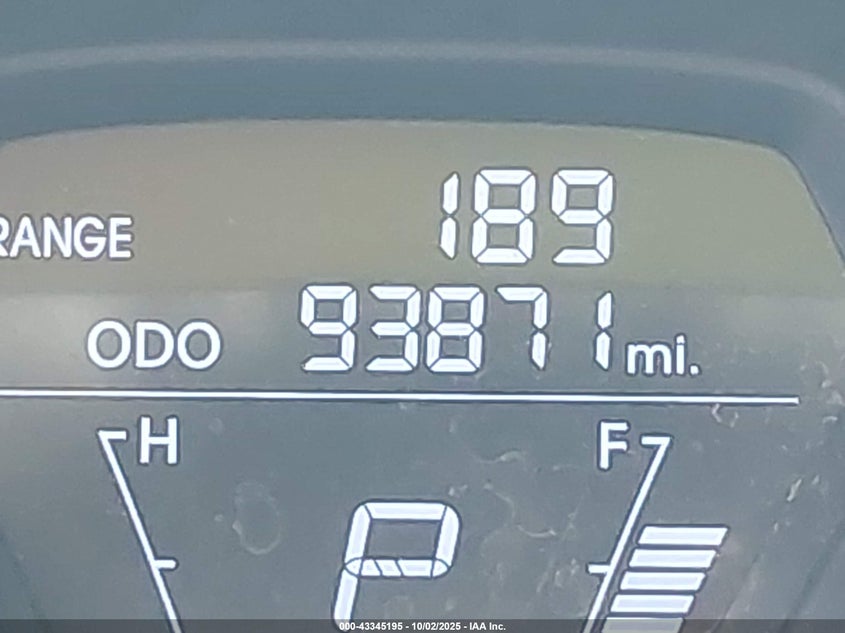 RANGE 189
ODO 93871 mi.
H F
P
000-43345195 - 10/02/2025 - IAA Inc.